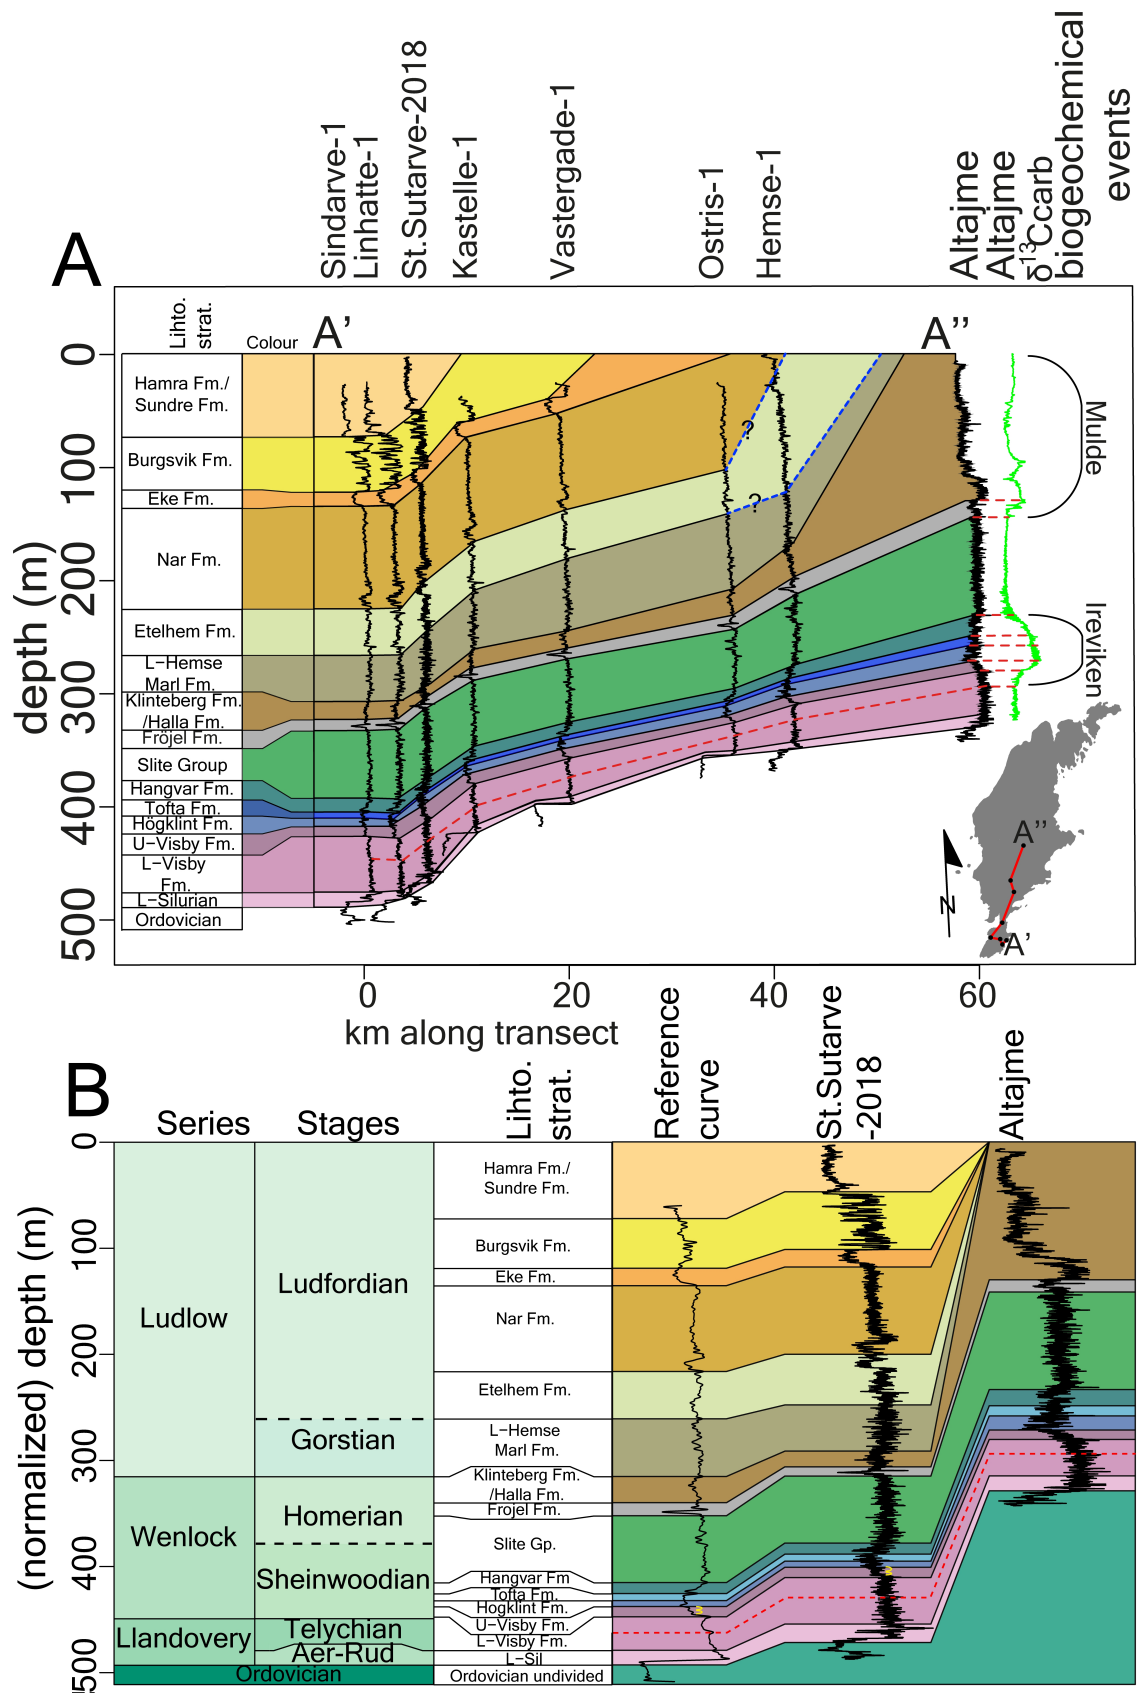 A
Sindarve-1
Linhatte-1
St.Sutarve-2018
Kastelle-1
Vastergade-1
Ostris-1
Hemse-1
Altajme
Altajme
δ13Ccarb
biogeochemical
events
Lihto.
strat.
Colour
A’
A’’
depth (m)
0
100
200
300
400
500
Hamra Fm./
Sundre Fm.
Burgsvik Fm.
Eke Fm.
Nar Fm.
Etelhem Fm.
L−Hemse
Marl Fm.
Klinteberg Fm.
/Halla Fm.
Fröjel Fm.
Slite Group
Hangvar Fm.
Tofta Fm.
Högklint Fm.
U−Visby Fm.
L−Visby
Fm.
L−Silurian
Ordovician
?
?
Mulde
Ireviken
A’’
A’
N
0
20
40
60
km along transect
B
Series
Stages
Lihto.
strat.
Reference
curve
St.Sutarve
-2018
Altajme
(normalized) depth (m)
0
100
200
300
400
500
Ludlow
Wenlock
Llandovery
Ordovician
Ludfordian
Gorstian
Homerian
Sheinwoodian
Telychian
Aer-Rud
Hamra Fm./
Sundre Fm.
Burgsvik Fm.
Eke Fm.
Nar Fm.
Etelhem Fm.
L−Hemse
Marl Fm.
Klinteberg Fm.
/Halla Fm.
Frojel Fm.
Slite Gp.
Hangvar Fm
Tofta Fm.
Hogklint Fm.
U−Visby Fm.
L−Visby Fm.
L−Sil
Ordovician undivided